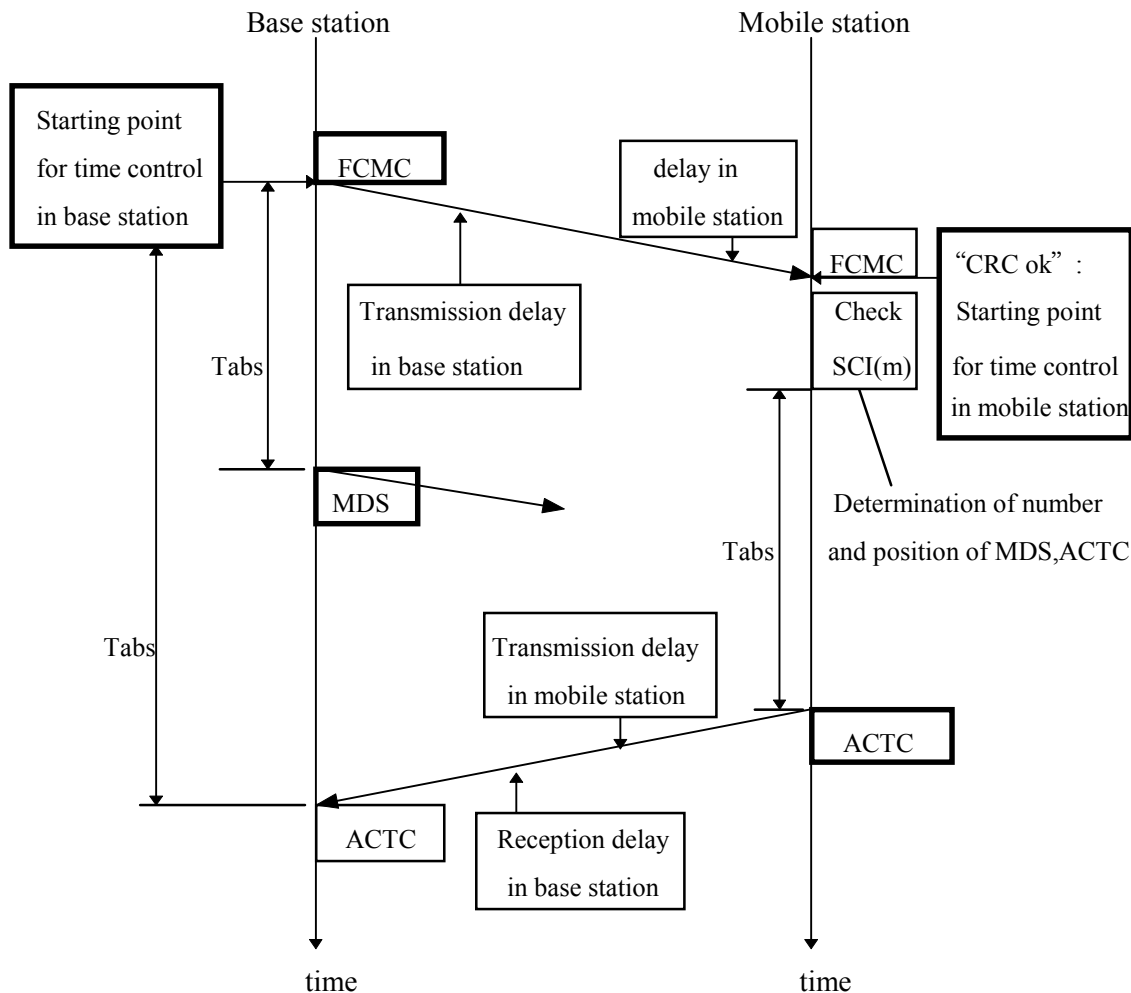 Base station
Mobile station
Starting point
for time control
in base station
FCMC
delay in
mobile station
FCMC
“CRC ok” :
Starting point
for time control
in mobile station
Transmission delay
in base station
Check
SCI(m)
Tabs
MDS
Determination of number
and position of MDS,ACTC
Tabs
Tabs
Transmission delay
in mobile station
ACTC
ACTC
Reception delay
in base station
time
time